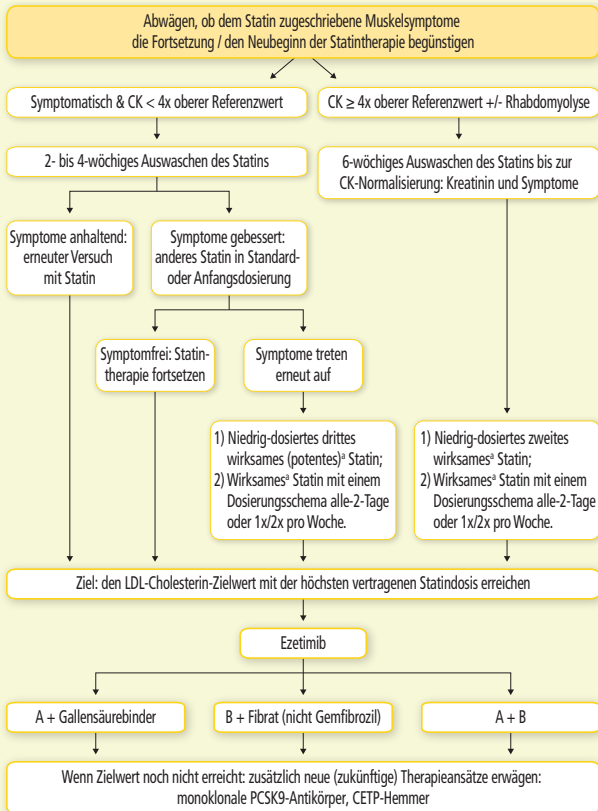 Abwägen, ob dem Statin zugeschriebene Muskelsymptome
die Fortsetzung / den Neubeginn der Statintherapie begünstigen
Symptomatisch & CK < 4x oberer Referenzwert
CK ≥ 4x oberer Referenzwert +/- Rhabdomyolyse
2- bis 4-wöchiges Auswaschen des Statins
6-wöchiges Auswaschen des Statins bis zur
CK-Normalisierung: Kreatinin und Symptome
Symptome anhaltend:
erneuter Versuch
mit Statin
Symptome gebessert:
anderes Statin in Standard-
oder Anfangsdosierung
Symptomfrei: Statin-
therapie fortsetzen
Symptome treten
erneut auf
1) Niedrig-dosiertes drittes
wirksames (potentes)ᵃ Statin;
2) Wirksamesᵃ Statin mit einem
Dosierungsschema alle-2-Tage
oder 1x/2x pro Woche.
1) Niedrig-dosiertes zweites
wirksamesᵃ Statin;
2) Wirksamesᵃ Statin mit einem
Dosierungsschema alle-2-Tage
oder 1x/2x pro Woche.
Ziel: den LDL-Cholesterin-Zielwert mit der höchsten vertragenen Statindosis erreichen
Ezetimib
A + Gallensäurebinder
B + Fibrat (nicht Gemfibrozil)
A + B
Wenn Zielwert noch nicht erreicht: zusätzlich neue (zukünftige) Therapieansätze erwägen:
monoklonale PCSK9-Antikörper, CETP-Hemmer